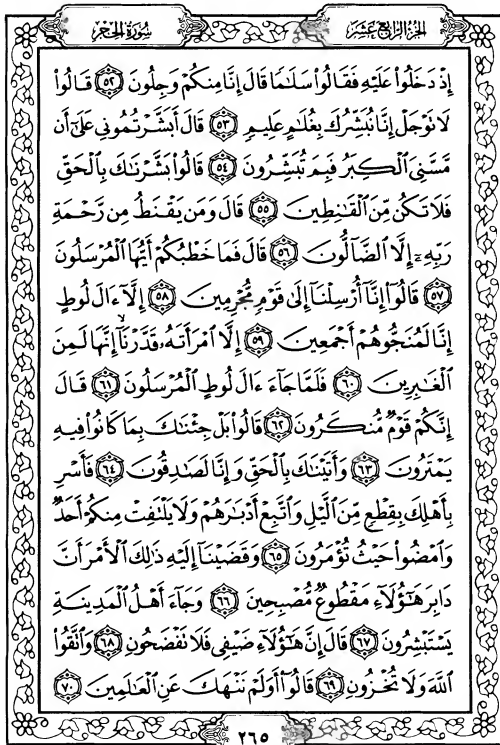 الجزء الرابع عشر
سورة الحجر
إِذْ دَخَلُوا۟ عَلَيْهِ فَقَالُوا۟ سَلَٰمًا قَالَ إِنَّا مِنكُمْ وَجِلُونَ ٥٢ قَالُوا۟
لَا تَوْجَلْ إِنَّا نُبَشِّرُكَ بِغُلَٰمٍ عَلِيمٍ ٥٣ قَالَ أَبَشَّرْتُمُونِى عَلَىٰٓ أَن
مَّسَّنِىَ ٱلْكِبَرُ فَبِمَ تُبَشِّرُونَ ٥٤ قَالُوا۟ بَشَّرْنَٰكَ بِٱلْحَقِّ
فَلَا تَكُن مِّنَ ٱلْقَٰنِطِينَ ٥٥ قَالَ وَمَن يَقْنَطُ مِن رَّحْمَةِ
رَبِّهِۦٓ إِلَّا ٱلضَّآلُّونَ ٥٦ قَالَ فَمَا خَطْبُكُمْ أَيُّهَا ٱلْمُرْسَلُونَ
٥٧ قَالُوٓا۟ إِنَّآ أُرْسِلْنَآ إِلَىٰ قَوْمٍ مُّجْرِمِينَ ٥٨ إِلَّآ ءَالَ لُوطٍ
إِنَّا لَمُنَجُّوهُمْ أَجْمَعِينَ ٥٩ إِلَّا ٱمْرَأَتَهُۥ قَدَّرْنَآ إِنَّهَا لَمِنَ
ٱلْغَٰبِرِينَ ٦٠ فَلَمَّا جَآءَ ءَالَ لُوطٍ ٱلْمُرْسَلُونَ ٦١ قَالَ
إِنَّكُمْ قَوْمٌ مُّنكَرُونَ ٦٢ قَالُوا۟ بَلْ جِئْنَٰكَ بِمَا كَانُوا۟ فِيهِ
يَمْتَرُونَ ٦٣ وَأَتَيْنَٰكَ بِٱلْحَقِّ وَإِنَّا لَصَٰدِقُونَ ٦٤ فَأَسْرِ
بِأَهْلِكَ بِقِطْعٍ مِّنَ ٱلَّيْلِ وَٱتَّبِعْ أَدْبَٰرَهُمْ وَلَا يَلْتَفِتْ مِنكُمْ أَحَدٌ
وَٱمْضُوا۟ حَيْثُ تُؤْمَرُونَ ٦٥ وَقَضَيْنَآ إِلَيْهِ ذَٰلِكَ ٱلْأَمْرَ أَنَّ
دَابِرَ هَٰٓؤُلَآءِ مَقْطُوعٌ مُّصْبِحِينَ ٦٦ وَجَآءَ أَهْلُ ٱلْمَدِينَةِ
يَسْتَبْشِرُونَ ٦٧ قَالَ إِنَّ هَٰٓؤُلَآءِ ضَيْفِى فَلَا تَفْضَحُونِ ٦٨ وَٱتَّقُوا۟
ٱللَّهَ وَلَا تُخْزُونِ ٦٩ قَالُوٓا۟ أَوَلَمْ نَنْهَكَ عَنِ ٱلْعَٰلَمِينَ ٧٠
٢٦٥